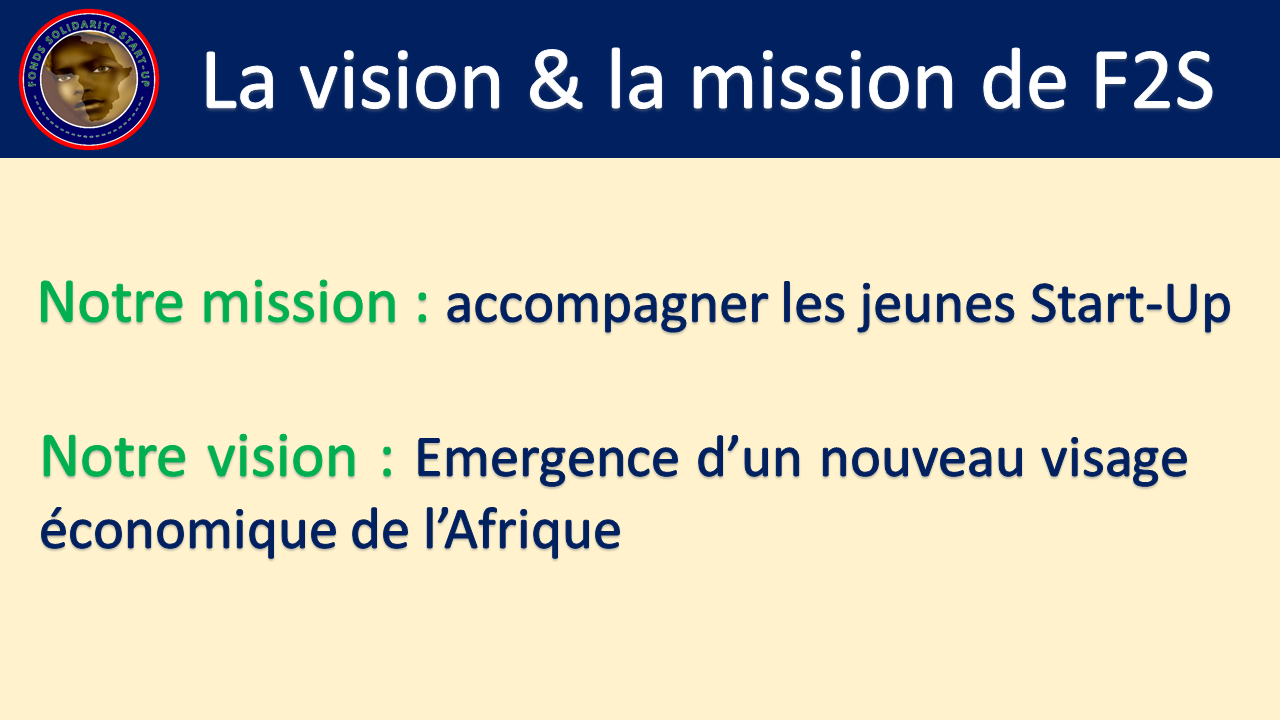 FONDS SOLIDARITE START-UP
La vision & la mission de F2S
Notre mission : accompagner les jeunes Start-Up
Notre vision : Emergence d’un nouveau visage
économique de l’Afrique